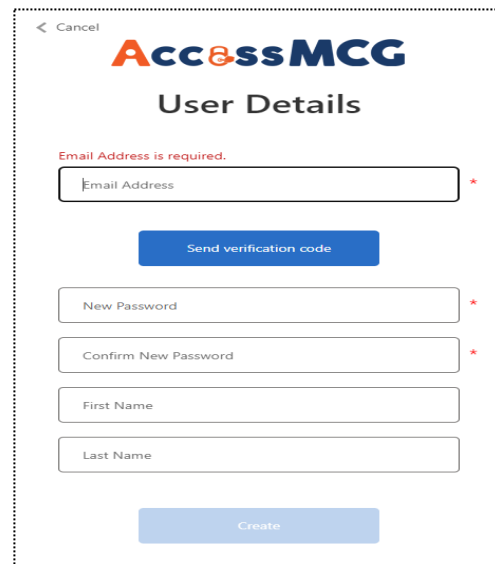 Cancel
AccessMCG
User Details
Email Address is required.
Email Address *
Send verification code
New Password *
Confirm New Password *
First Name
Last Name
Create